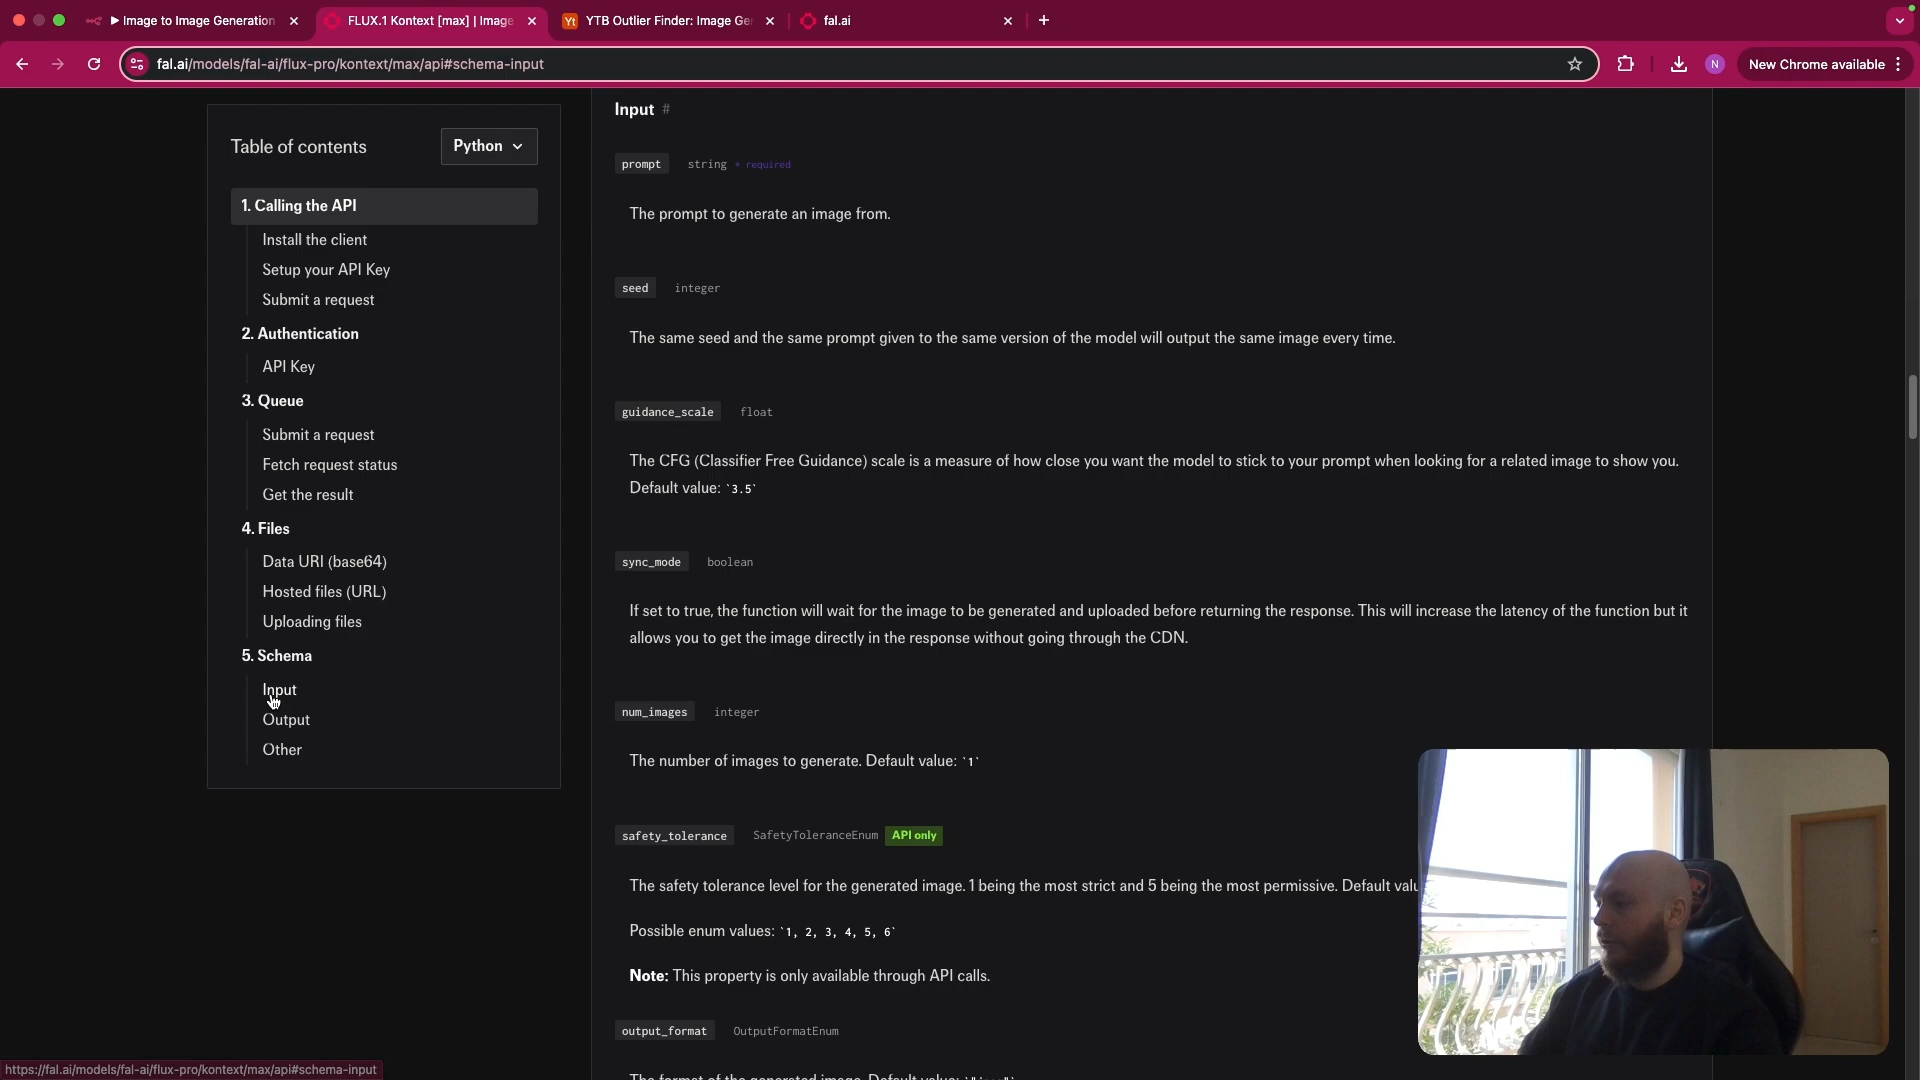 Image to Image Generation
FLUX.1 Kontext [max] | Image
YTB Outlier Finder: Image Ge
fal.ai
fal.ai/models/fal-ai/flux-pro/kontext/max/api#schema-input
N
New Chrome available
Table of contents
Python
1. Calling the API
Install the client
Setup your API Key
Submit a request
2. Authentication
API Key
3. Queue
Submit a request
Fetch request status
Get the result
4. Files
Data URI (base64)
Hosted files (URL)
Uploading files
5. Schema
Input
Output
Other
Input #
prompt string * required
The prompt to generate an image from.
seed integer
The same seed and the same prompt given to the same version of the model will output the same image every time.
guidance_scale float
The CFG (Classifier Free Guidance) scale is a measure of how close you want the model to stick to your prompt when looking for a related image to show you.
Default value: `3.5`
sync_mode boolean
If set to true, the function will wait for the image to be generated and uploaded before returning the response. This will increase the latency of the function but it
allows you to get the image directly in the response without going through the CDN.
num_images integer
The number of images to generate. Default value: `1`
safety_tolerance SafetyToleranceEnum API only
The safety tolerance level for the generated image. 1 being the most strict and 5 being the most permissive. Default valu
Possible enum values: `1, 2, 3, 4, 5, 6`
Note: This property is only available through API calls.
output_format OutputFormatEnum
The format of the generated image. Default value:
https://fal.ai/models/fal-ai/flux-pro/kontext/max/api#schema-input